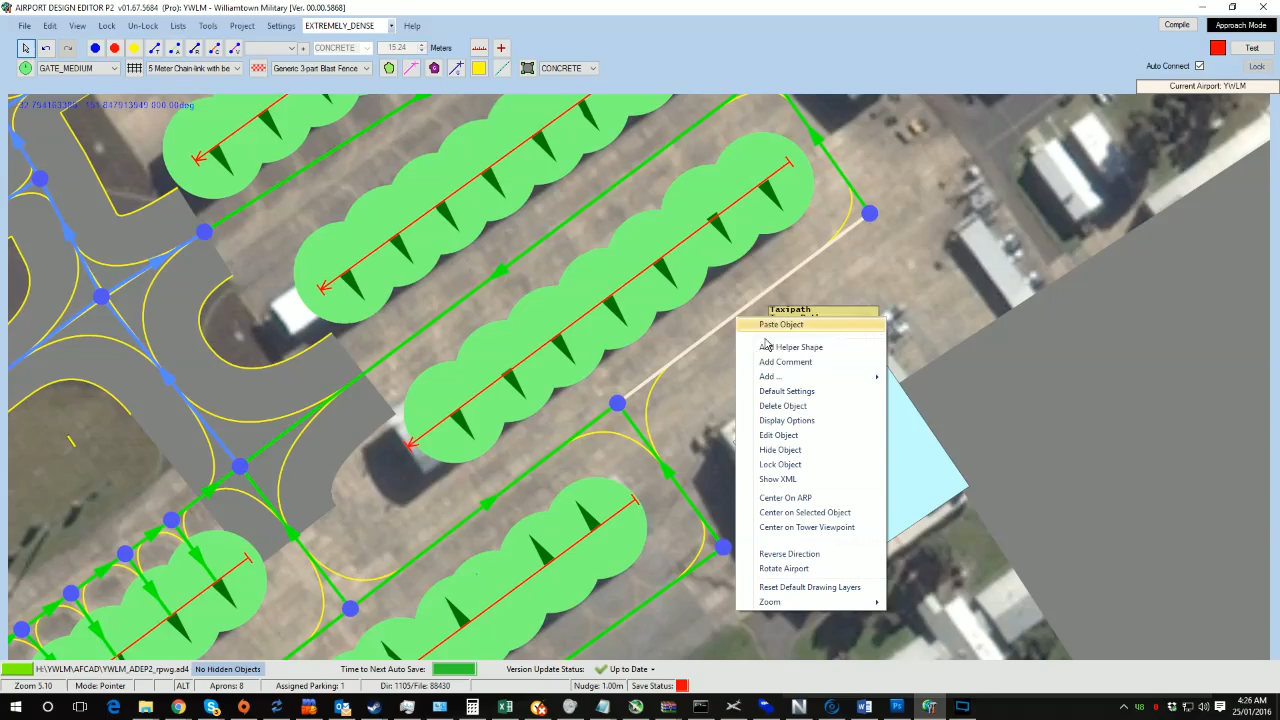 AIRPORT DESIGN EDITOR P2 v01.67.5684 (Pro): YWLM - Williamtown Military [Ver. 00.00.5868]
File Edit View Lock Un-Lock Lists Tools Project Settings EXTREMELY_DENSE Help Compile Approach Mode
CONCRETE 15.24 Meters Test
GATE_MEDIUM 5 Meter Chain-link with be Generic 3-part Blast Fence CONCRETE Auto Connect Lock
Current Airport: YWLM
000.00deg
Taxipath
Paste Object
Add Helper Shape
Add Comment
Add ...
Default Settings
Delete Object
Display Options
Edit Object
Hide Object
Lock Object
Show XML
Center On ARP
Center on Selected Object
Center on Tower Viewpoint
Reverse Direction
Rotate Airport
Reset Default Drawing Layers
Zoom
H:\YWLM\AFCAD\YWLM_ADEP2_rpwg.ad4 No Hidden Objects Time to Next Auto Save: Version Update Status: Up to Date
Zoom 5.10 Mode: Pointer ALT Aprons: 8 Assigned Parking: 1 Dir: 1105/File: 88430 Nudge: 1.00m Save Status:
4:26 AM
25/01/2016